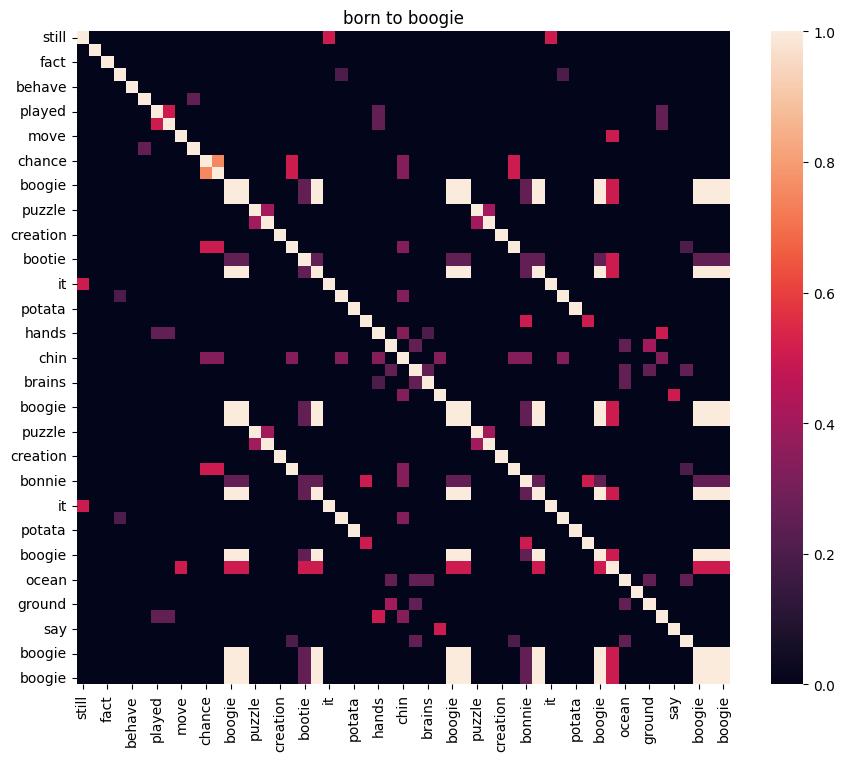 born to boogie
still
fact
behave
played
move
chance
boogie
puzzle
creation
bootie
it
potata
hands
chin
brains
boogie
puzzle
creation
bonnie
it
potata
boogie
ocean
ground
say
boogie
boogie
still
fact
behave
played
move
chance
boogie
puzzle
creation
bootie
it
potata
hands
chin
brains
boogie
puzzle
creation
bonnie
it
potata
boogie
ocean
ground
say
boogie
boogie
1.0
0.8
0.6
0.4
0.2
0.0